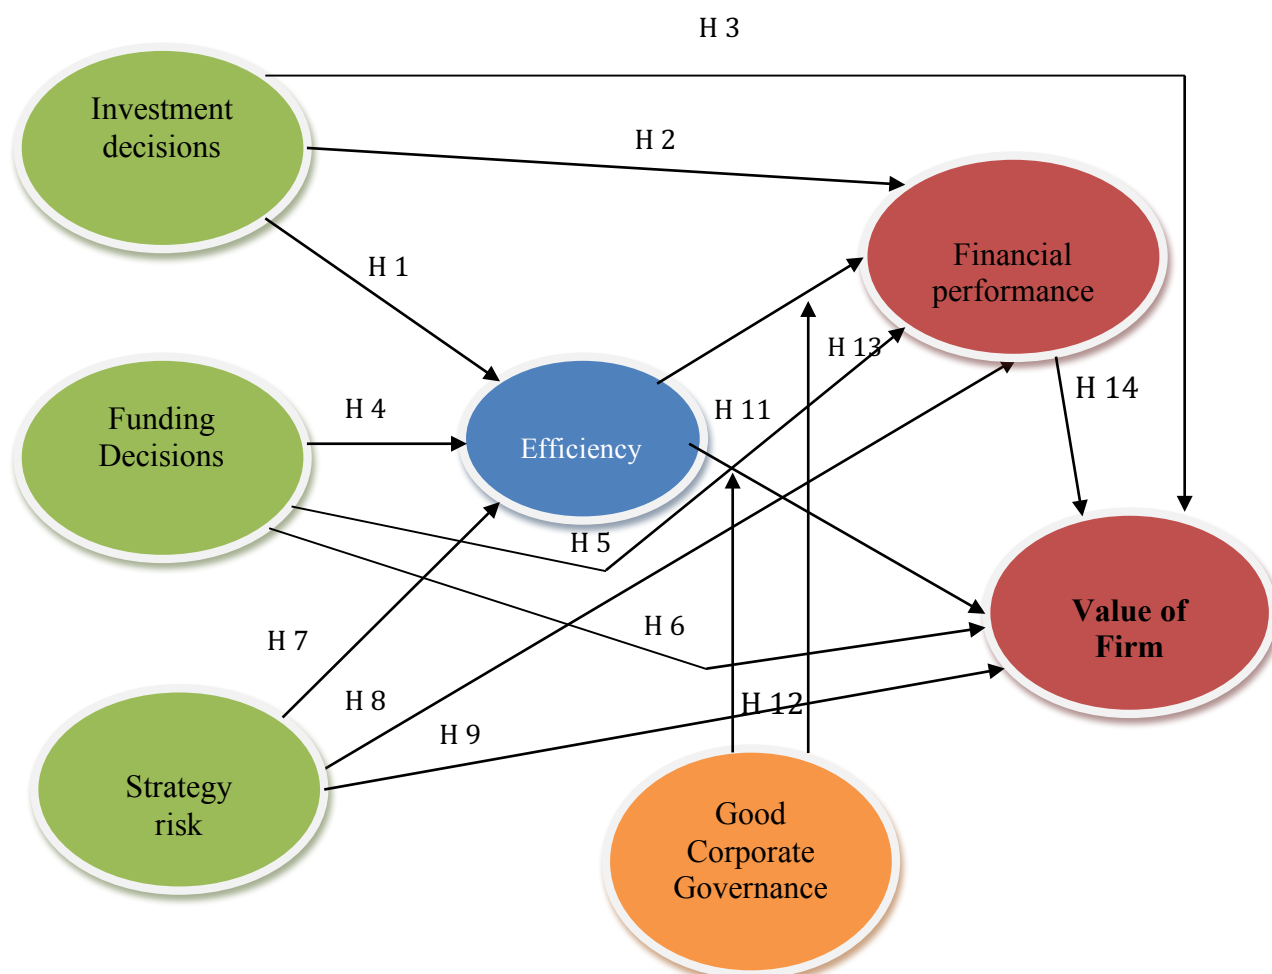 H 3
Investment
decisions
H 2
H 1
Financial
performance
H 13
H 14
Funding
Decisions
H 4
H 11
Efficiency
H 5
H 6
Value of
Firm
H 7
H 8
H 9
H 12
Strategy
risk
Good
Corporate
Governance